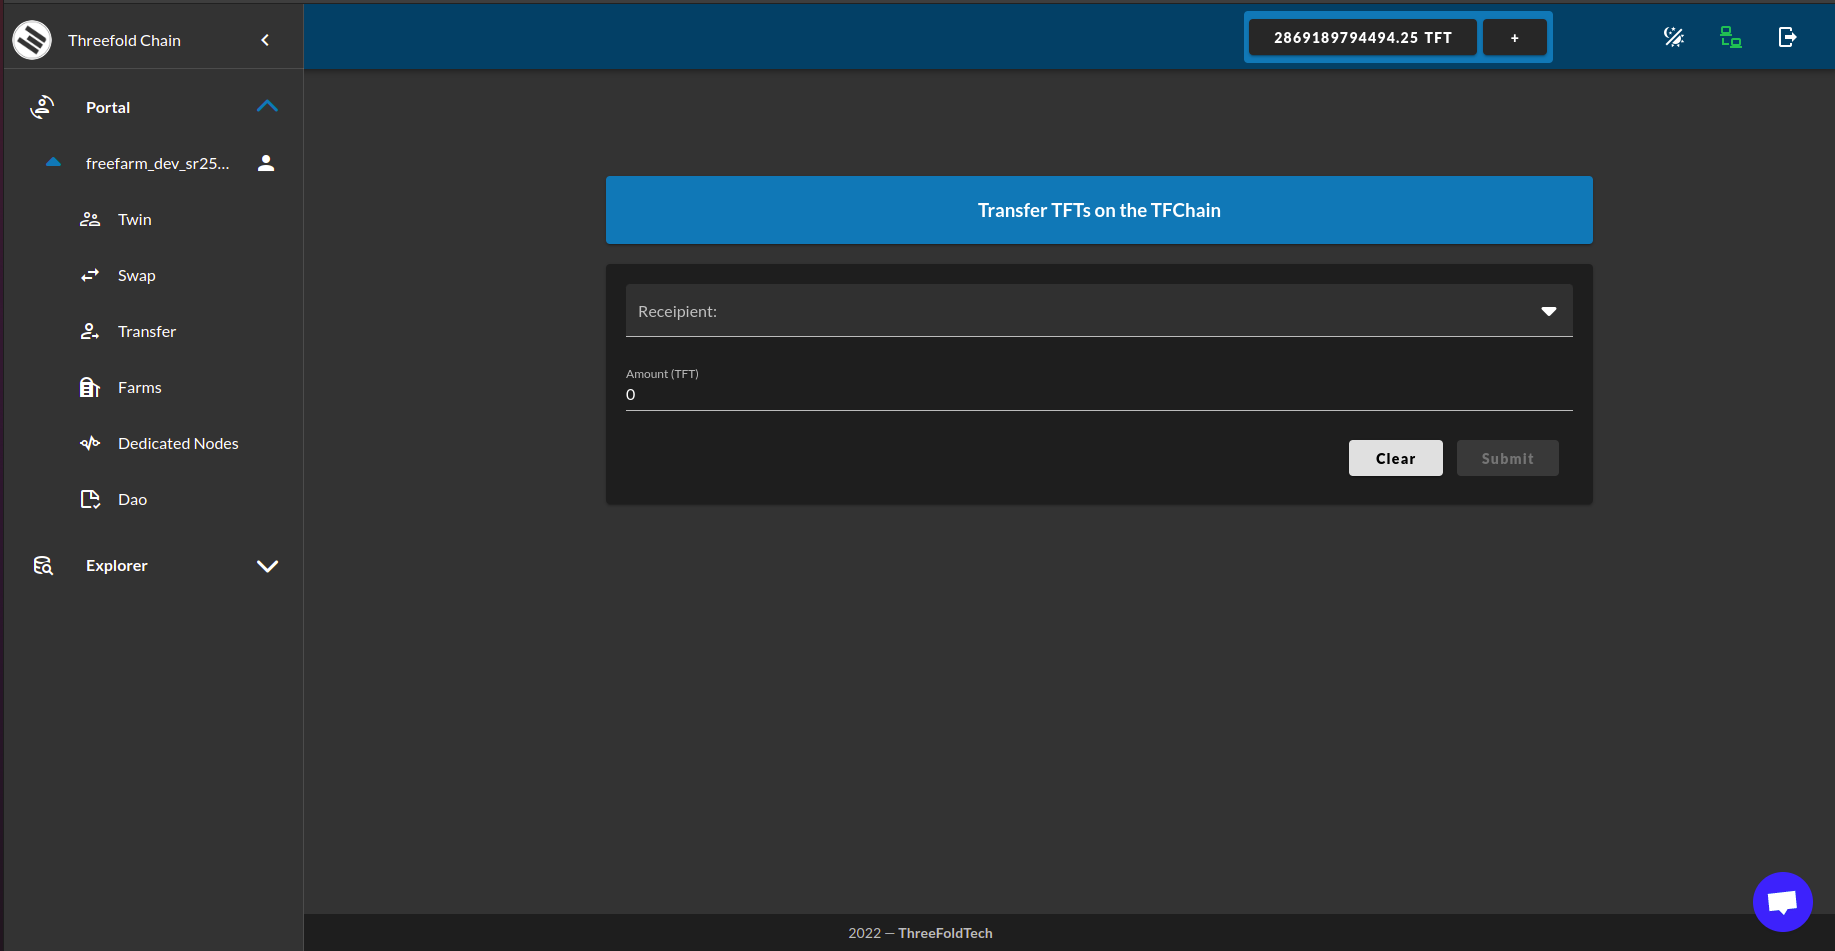 Threefold Chain
2869189794494.25 TFT
+
Portal
freefarm_dev_sr25...
Twin
Swap
Transfer
Farms
Dedicated Nodes
Dao
Explorer
Transfer TFTs on the TFChain
Receipient:
Amount (TFT)
0
Clear
Submit
2022 — ThreeFoldTech